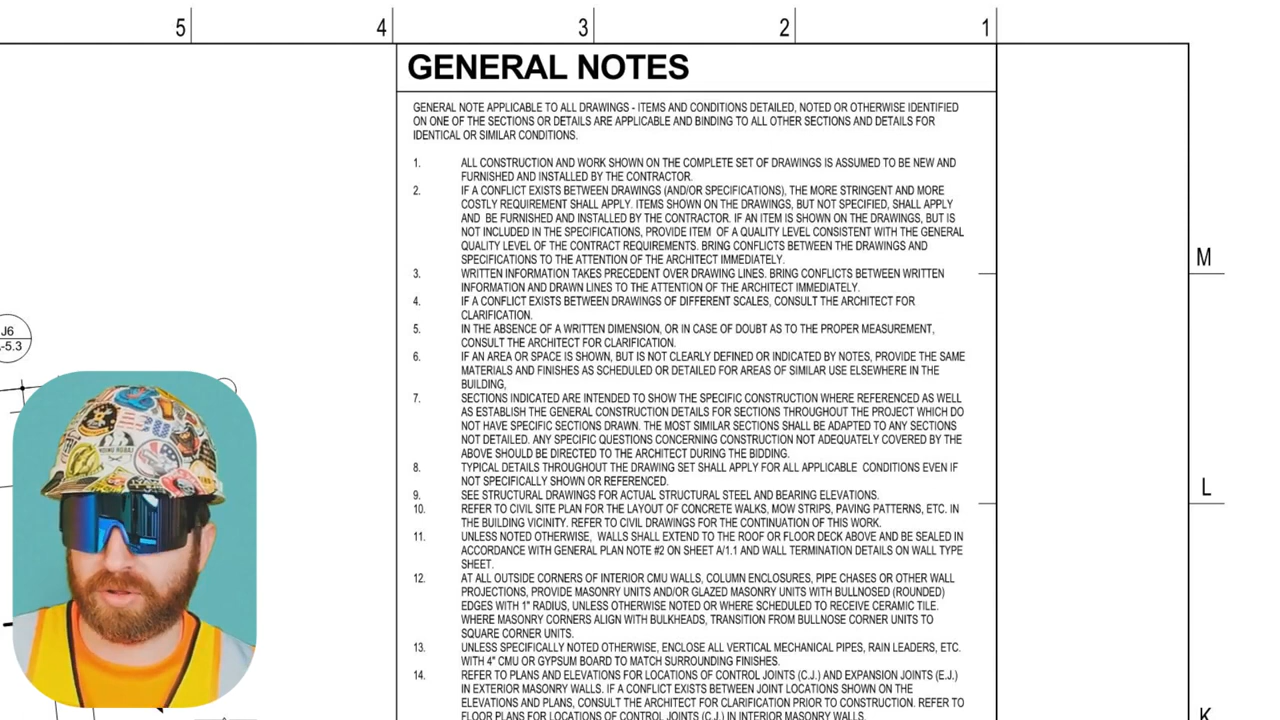 5 4 3 2 1
GENERAL NOTES
GENERAL NOTE APPLICABLE TO ALL DRAWINGS - ITEMS AND CONDITIONS DETAILED, NOTED OR OTHERWISE IDENTIFIED
ON ONE OF THE SECTIONS OR DETAILS ARE APPLICABLE AND BINDING TO ALL OTHER SECTIONS AND DETAILS FOR
IDENTICAL OR SIMILAR CONDITIONS.
1. ALL CONSTRUCTION AND WORK SHOWN ON THE COMPLETE SET OF DRAWINGS IS ASSUMED TO BE NEW AND
FURNISHED AND INSTALLED BY THE CONTRACTOR.
2. IF A CONFLICT EXISTS BETWEEN DRAWINGS (AND/OR SPECIFICATIONS), THE MORE STRINGENT AND MORE
COSTLY REQUIREMENT SHALL APPLY. ITEMS SHOWN ON THE DRAWINGS, BUT NOT SPECIFIED, SHALL APPLY
AND BE FURNISHED AND INSTALLED BY THE CONTRACTOR. IF AN ITEM IS SHOWN ON THE DRAWINGS, BUT IS
NOT INCLUDED IN THE SPECIFICATIONS, PROVIDE ITEM OF A QUALITY LEVEL CONSISTENT WITH THE GENERAL
QUALITY LEVEL OF THE CONTRACT REQUIREMENTS. BRING CONFLICTS BETWEEN THE DRAWINGS AND
SPECIFICATIONS TO THE ATTENTION OF THE ARCHITECT IMMEDIATELY.
3. WRITTEN INFORMATION TAKES PRECEDENT OVER DRAWING LINES. BRING CONFLICTS BETWEEN WRITTEN
INFORMATION AND DRAWN LINES TO THE ATTENTION OF THE ARCHITECT IMMEDIATELY.
4. IF A CONFLICT EXISTS BETWEEN DRAWINGS OF DIFFERENT SCALES, CONSULT THE ARCHITECT FOR
CLARIFICATION.
5. IN THE ABSENCE OF A WRITTEN DIMENSION, OR IN CASE OF DOUBT AS TO THE PROPER MEASUREMENT,
CONSULT THE ARCHITECT FOR CLARIFICATION.
6. IF AN AREA OR SPACE IS SHOWN, BUT IS NOT CLEARLY DEFINED OR INDICATED BY NOTES, PROVIDE THE SAME
MATERIALS AND FINISHES AS SCHEDULED OR DETAILED FOR AREAS OF SIMILAR USE ELSEWHERE IN THE
BUILDING,
7. SECTIONS INDICATED ARE INTENDED TO SHOW THE SPECIFIC CONSTRUCTION WHERE REFERENCED AS WELL
AS ESTABLISH THE GENERAL CONSTRUCTION DETAILS FOR SECTIONS THROUGHOUT THE PROJECT WHICH DO
NOT HAVE SPECIFIC SECTIONS DRAWN. THE MOST SIMILAR SECTIONS SHALL BE ADAPTED TO ANY SECTIONS
NOT DETAILED. ANY SPECIFIC QUESTIONS CONCERNING CONSTRUCTION NOT ADEQUATELY COVERED BY THE
ABOVE SHOULD BE DIRECTED TO THE ARCHITECT DURING THE BIDDING.
8. TYPICAL DETAILS THROUGHOUT THE DRAWING SET SHALL APPLY FOR ALL APPLICABLE CONDITIONS EVEN IF
NOT SPECIFICALLY SHOWN OR REFERENCED.
9. SEE STRUCTURAL DRAWINGS FOR ACTUAL STRUCTURAL STEEL AND BEARING ELEVATIONS.
10. REFER TO CIVIL SITE PLAN FOR THE LAYOUT OF CONCRETE WALKS, MOW STRIPS, PAVING PATTERNS, ETC. IN
THE BUILDING VICINITY. REFER TO CIVIL DRAWINGS FOR THE CONTINUATION OF THIS WORK.
11. UNLESS NOTED OTHERWISE, WALLS SHALL EXTEND TO THE ROOF OR FLOOR DECK ABOVE AND BE SEALED IN
ACCORDANCE WITH GENERAL PLAN NOTE #2 ON SHEET A/1.1 AND WALL TERMINATION DETAILS ON WALL TYPE
SHEET.
12. AT ALL OUTSIDE CORNERS OF INTERIOR CMU WALLS, COLUMN ENCLOSURES, PIPE CHASES OR OTHER WALL
PROJECTIONS, PROVIDE MASONRY UNITS AND/OR GLAZED MASONRY UNITS WITH BULLNOSED (ROUNDED)
EDGES WITH 1" RADIUS, UNLESS OTHERWISE NOTED OR WHERE SCHEDULED TO RECEIVE CERAMIC TILE.
WHERE MASONRY CORNERS ALIGN WITH BULKHEADS, TRANSITION FROM BULLNOSE CORNER UNITS TO
SQUARE CORNER UNITS.
13. UNLESS SPECIFICALLY NOTED OTHERWISE, ENCLOSE ALL VERTICAL MECHANICAL PIPES, RAIN LEADERS, ETC.
WITH 4" CMU OR GYPSUM BOARD TO MATCH SURROUNDING FINISHES.
14. REFER TO PLANS AND ELEVATIONS FOR LOCATIONS OF CONTROL JOINTS (C.J.) AND EXPANSION JOINTS (E.J.)
IN EXTERIOR MASONRY WALLS. IF A CONFLICT EXISTS BETWEEN JOINT LOCATIONS SHOWN ON THE
ELEVATIONS AND PLANS, CONSULT THE ARCHITECT FOR CLARIFICATION PRIOR TO CONSTRUCTION. REFER TO
FLOOR PLANS FOR LOCATIONS OF CONTROL JOINTS (C.J.) IN INTERIOR MASONRY WALLS.
M
L
K
J6
-5.3